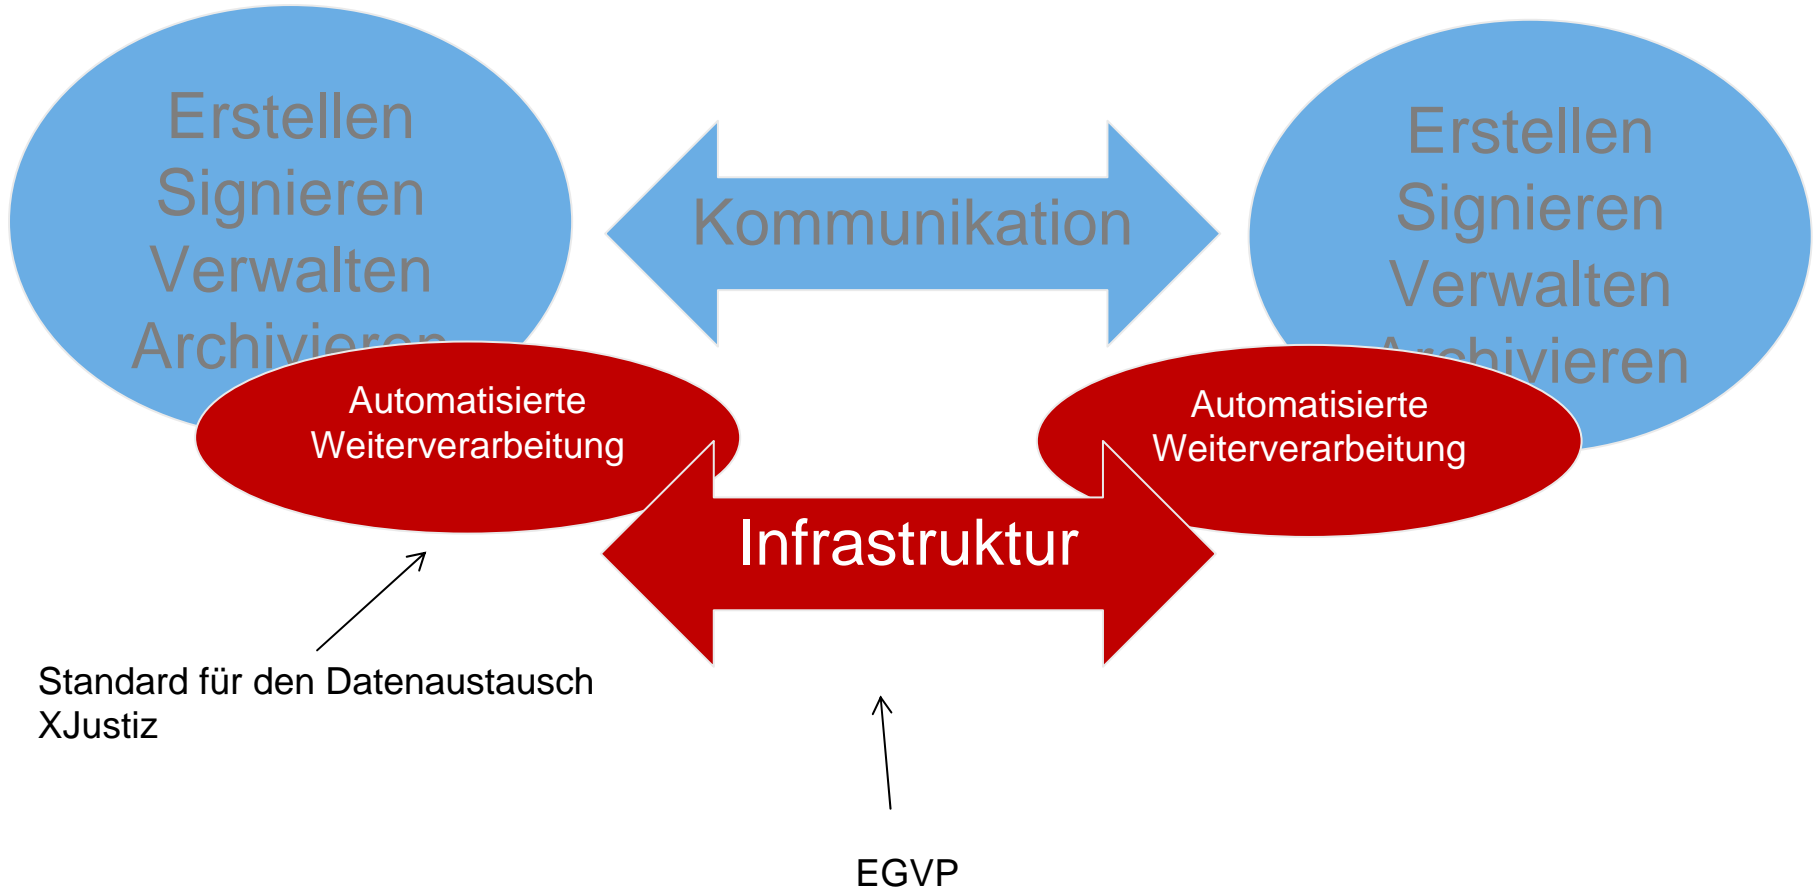 Erstellen
Signieren
Verwalten
Archivieren
Kommunikation
Erstellen
Signieren
Verwalten
Archivieren
Automatisierte
Weiterverarbeitung
Automatisierte
Weiterverarbeitung
Infrastruktur
Standard für den Datenaustausch
XJustiz
EGVP